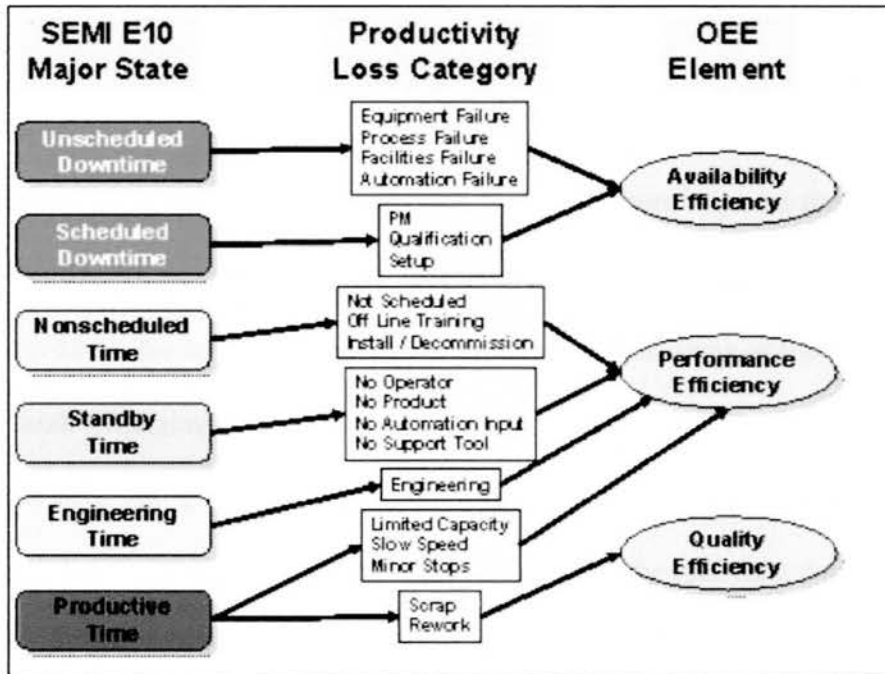 SEMI E10
Major State
Productivity
Loss Category
OEE
Element
Unscheduled
Downtime
Equipment Failure
Process Failure
Facilities Failure
Automation Failure
Availability
Efficiency
Scheduled
Downtime
PM
Qualification
Setup
Nonscheduled
Time
Not Scheduled
Off Line Training
Install / Decommission
Performance
Efficiency
Standby
Time
No Operator
No Product
No Automation Input
No Support Tool
Engineering
Time
Engineering
Limited Capacity
Slow Speed
Minor Stops
Quality
Efficiency
Productive
Time
Scrap
Rework